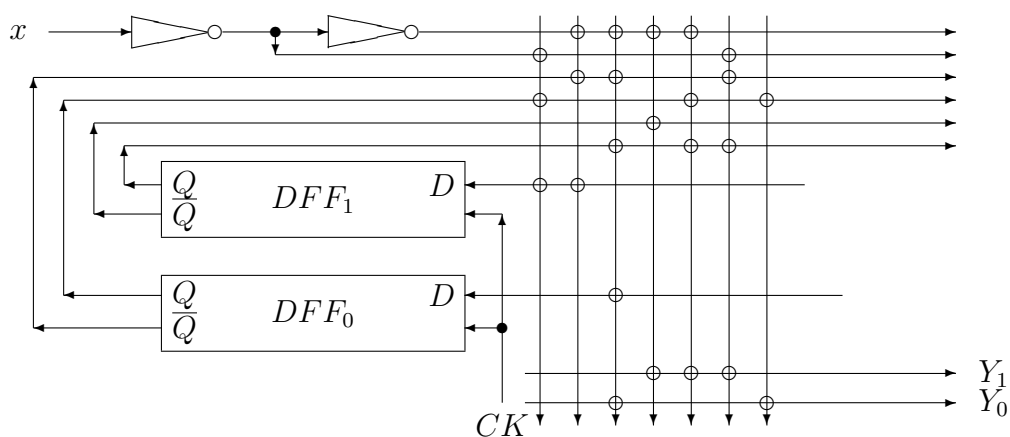 x
Q DFF₁ D
Q̅
Q DFF₀ D
Q̅
Y₁
Y₀
CK